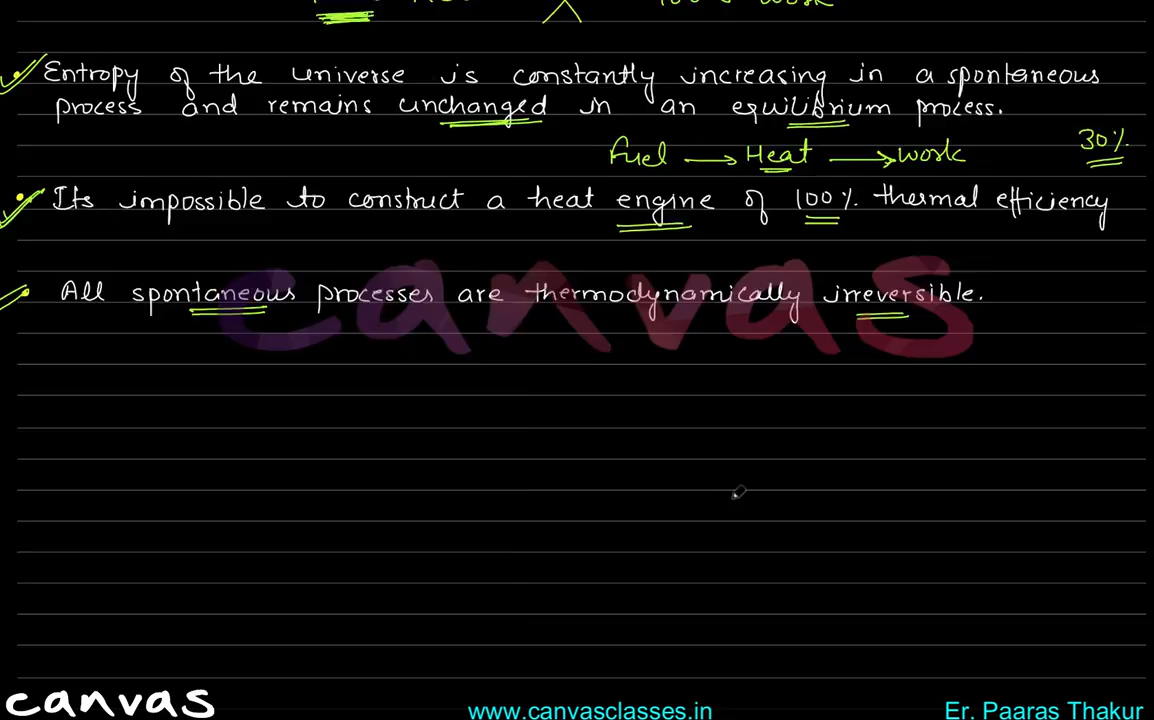 100% work
• Entropy of the universe is constantly increasing in a spontaneous
process and remains unchanged in an equilibrium process.
Fuel → Heat → work 30%
• Its impossible to construct a heat engine of 100% thermal efficiency
canvas
• All spontaneous processes are thermodynamically irreversible.
canvas www.canvasclasses.in Er. Paaras Thakur